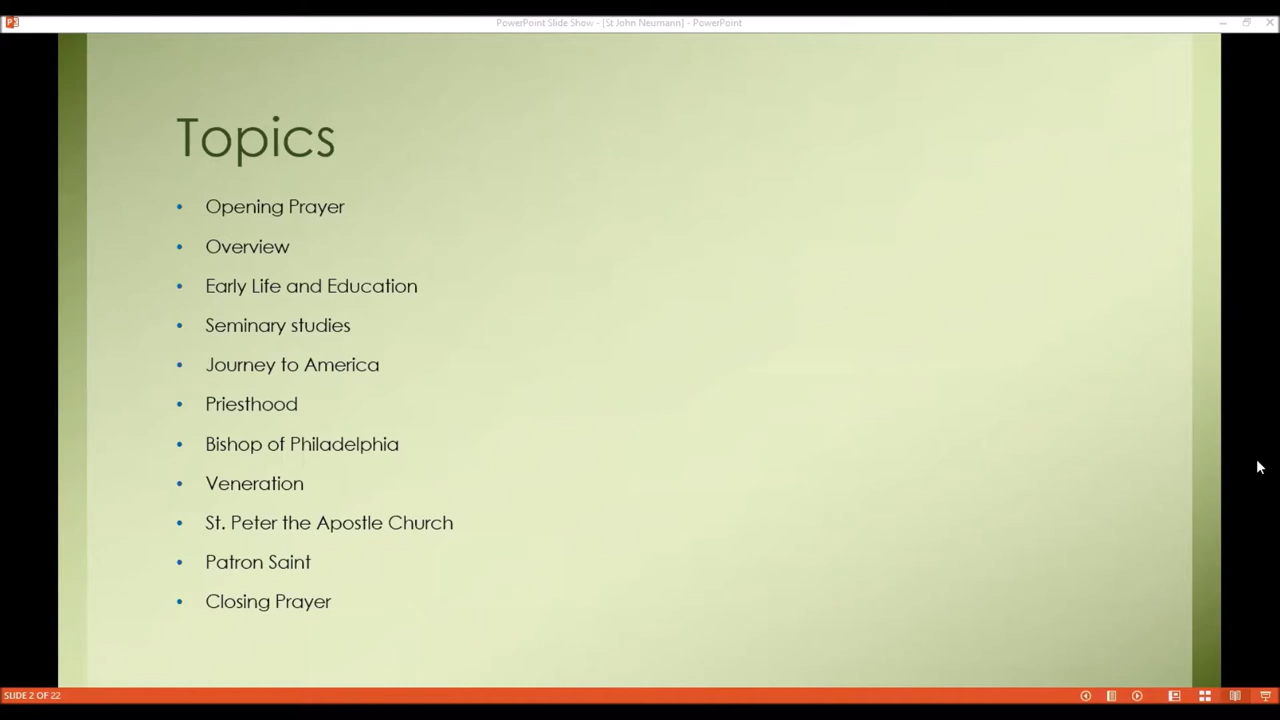 PowerPoint Slide Show - [St John Neumann] - PowerPoint
Topics
• Opening Prayer
• Overview
• Early Life and Education
• Seminary studies
• Journey to America
• Priesthood
• Bishop of Philadelphia
• Veneration
• St. Peter the Apostle Church
• Patron Saint
• Closing Prayer
SLIDE 2 OF 22